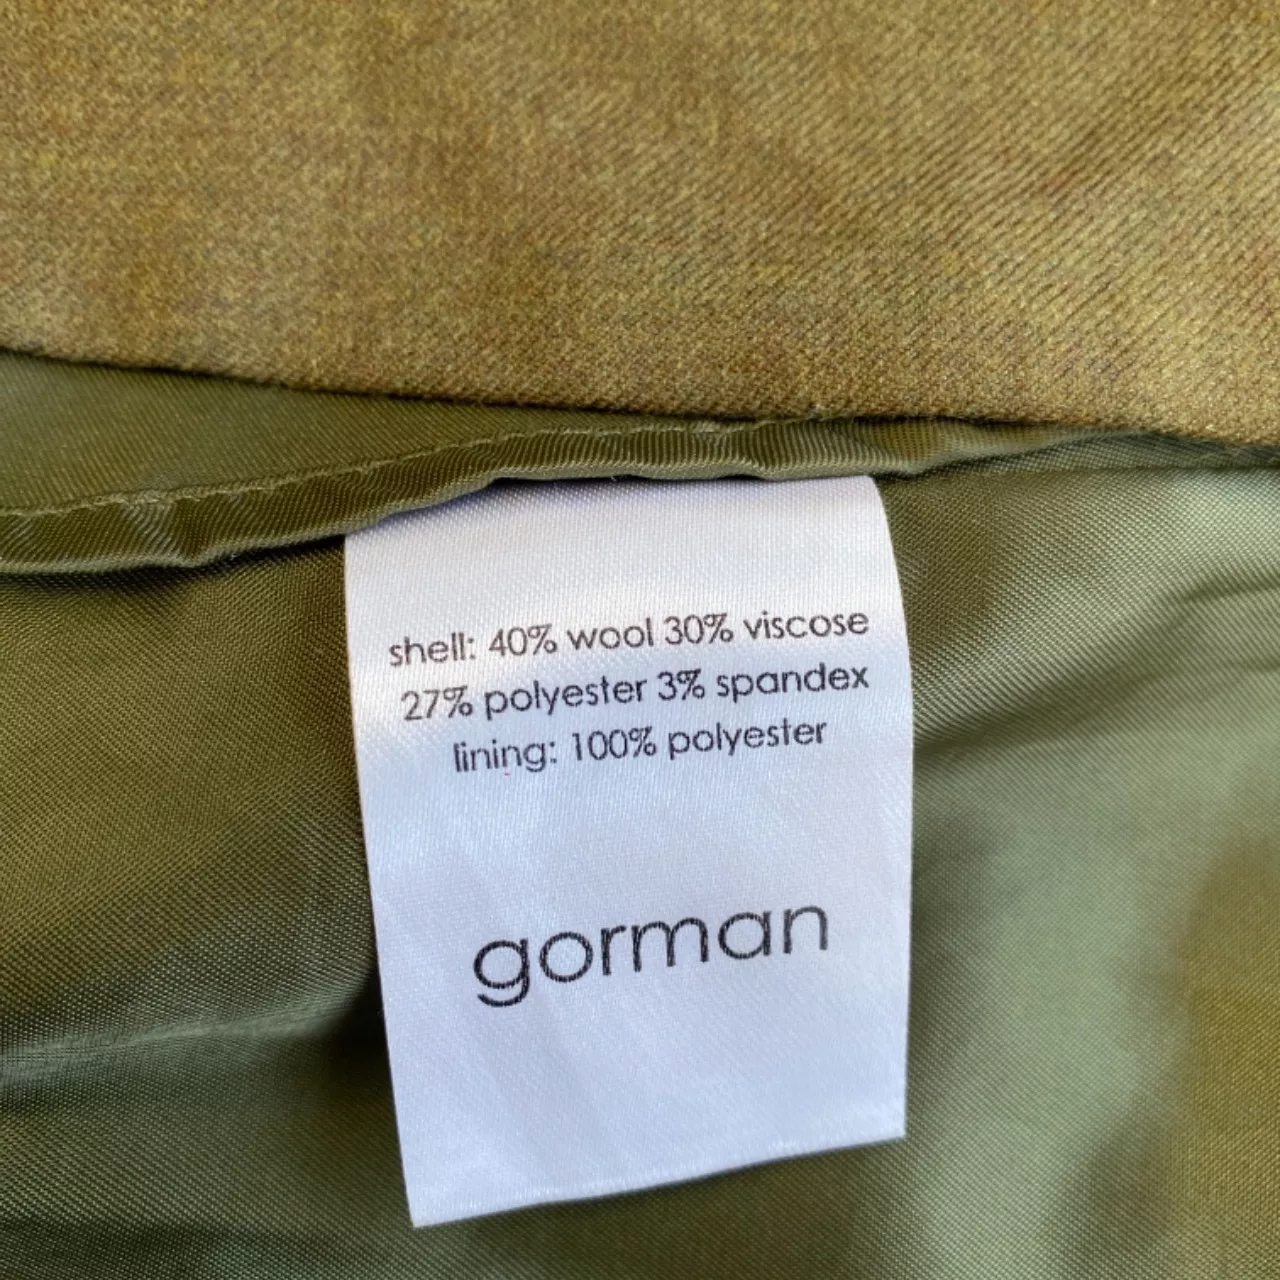 shell: 40% wool 30% viscose
27% polyester 3% spandex
lining: 100% polyester
gorman